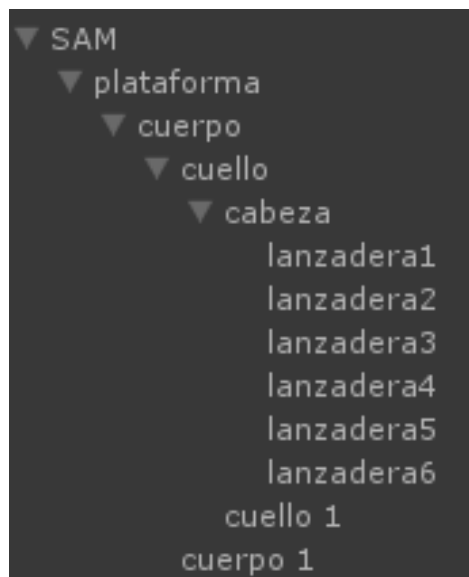 SAM
plataforma
cuerpo
cuello
cabeza
lanzadera1
lanzadera2
lanzadera3
lanzadera4
lanzadera5
lanzadera6
cuello 1
cuerpo 1